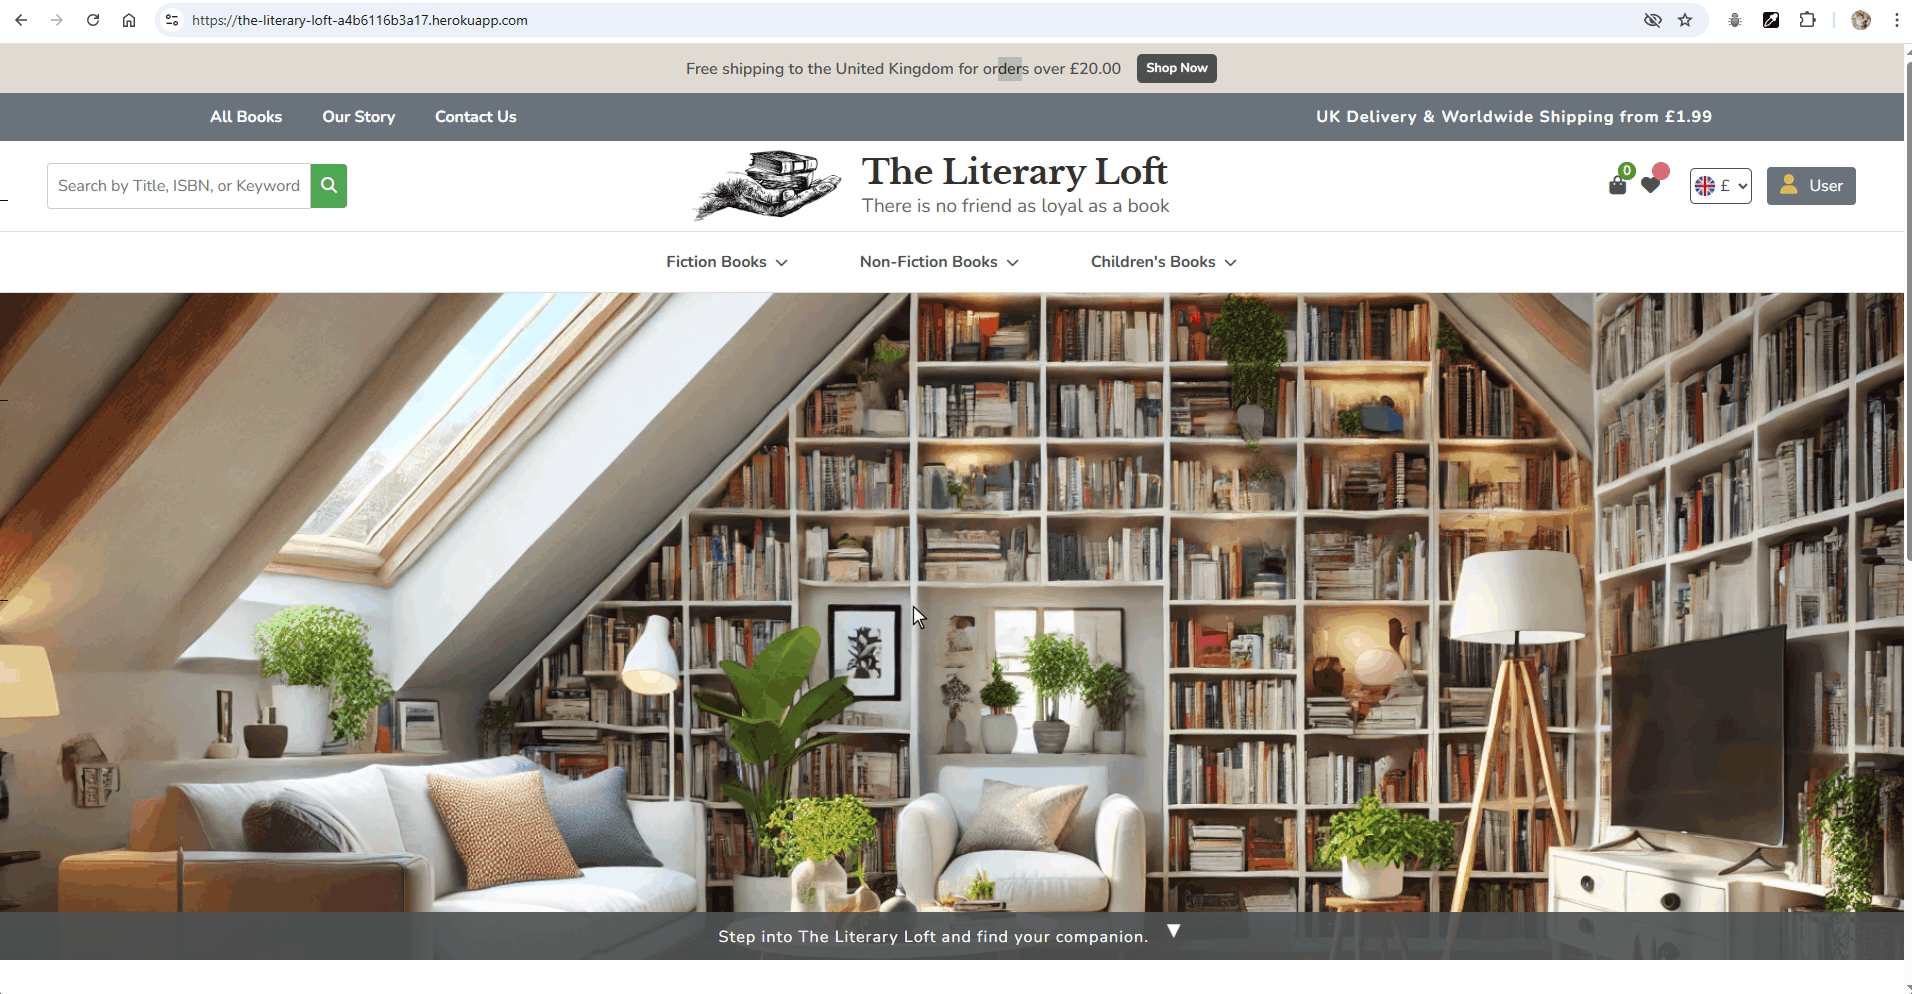 https://the-literary-loft-a4b6116b3a17.herokuapp.com
Free shipping to the United Kingdom for orders over £20.00 Shop Now
All Books Our Story Contact Us UK Delivery & Worldwide Shipping from £1.99
Search by Title, ISBN, or Keyword
The Literary Loft
There is no friend as loyal as a book
0
£
User
Fiction Books Non-Fiction Books Children's Books
Step into The Literary Loft and find your companion.